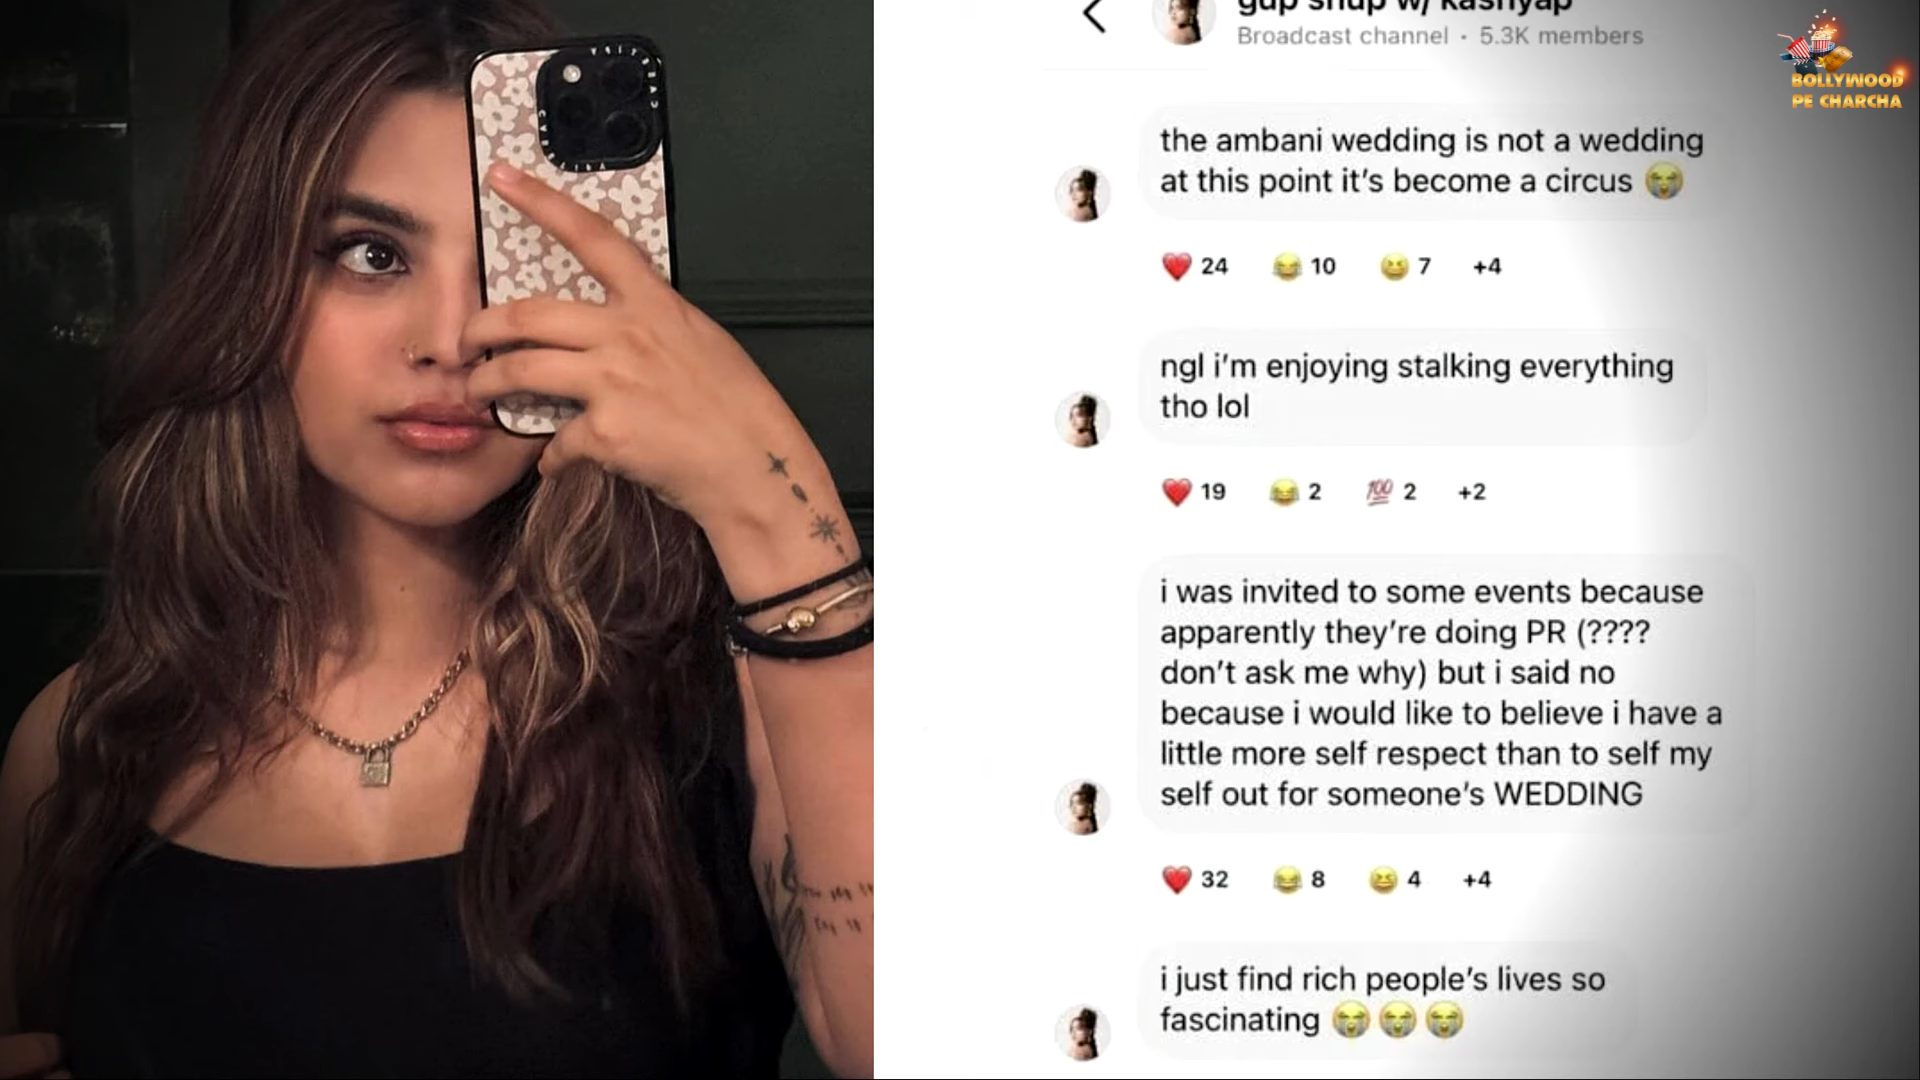 gup shup w/ kashyap
Broadcast channel • 5.3K members
BOLLYWOOD
PE CHARCHA
the ambani wedding is not a wedding
at this point it's become a circus 😭
❤️ 24 😂 10 😆 7 +4
ngl i'm enjoying stalking everything
tho lol
❤️ 19 😂 2 💯 2 +2
i was invited to some events because
apparently they're doing PR (????
don't ask me why) but i said no
because i would like to believe i have a
little more self respect than to self my
self out for someone's WEDDING
❤️ 32 😂 8 😆 4 +4
i just find rich people's lives so
fascinating 😭😭😭